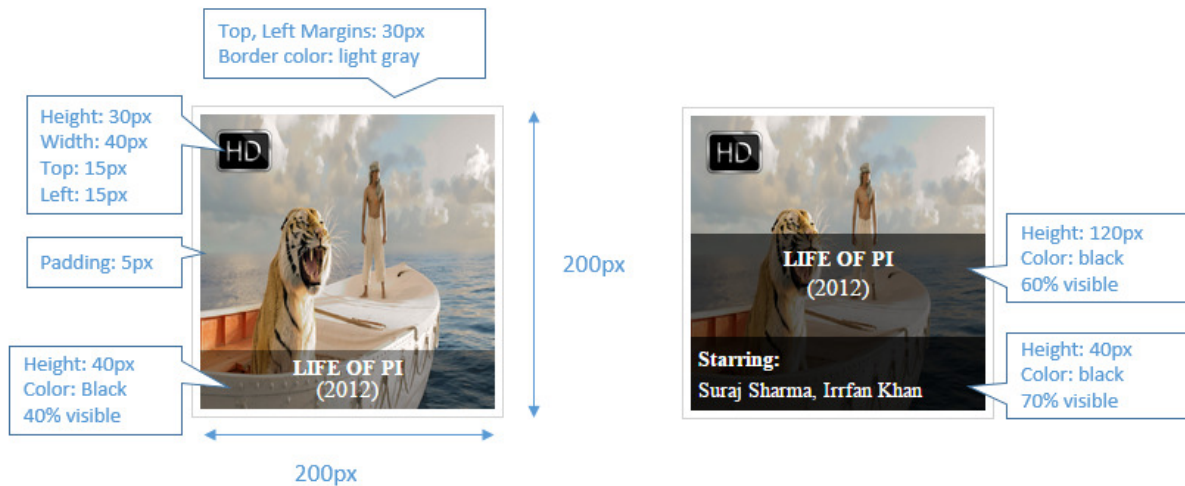 Top, Left Margins: 30px
Border color: light gray
Height: 30px
Width: 40px
Top: 15px
Left: 15px
HD
Padding: 5px
Height: 40px
Color: Black
40% visible
LIFE OF PI
(2012)
200px
200px
HD
LIFE OF PI
(2012)
Height: 120px
Color: black
60% visible
Starring:
Suraj Sharma, Irrfan Khan
Height: 40px
Color: black
70% visible